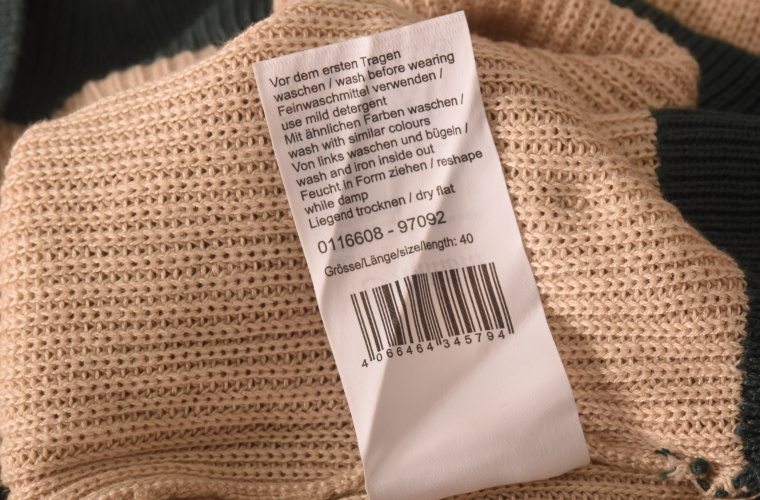 Vor dem ersten Tragen
waschen / wash before wearing
Feinwaschmittel verwenden /
use mild detergent
Mit ähnlichen Farben waschen /
wash with similar colours
Von links waschen und bügeln /
wash and iron inside out
Feucht in Form ziehen / reshape
while damp
Liegend trocknen / dry flat
0116608 - 97092
Grösse/Länge/size/length: 40
4 066464 345794